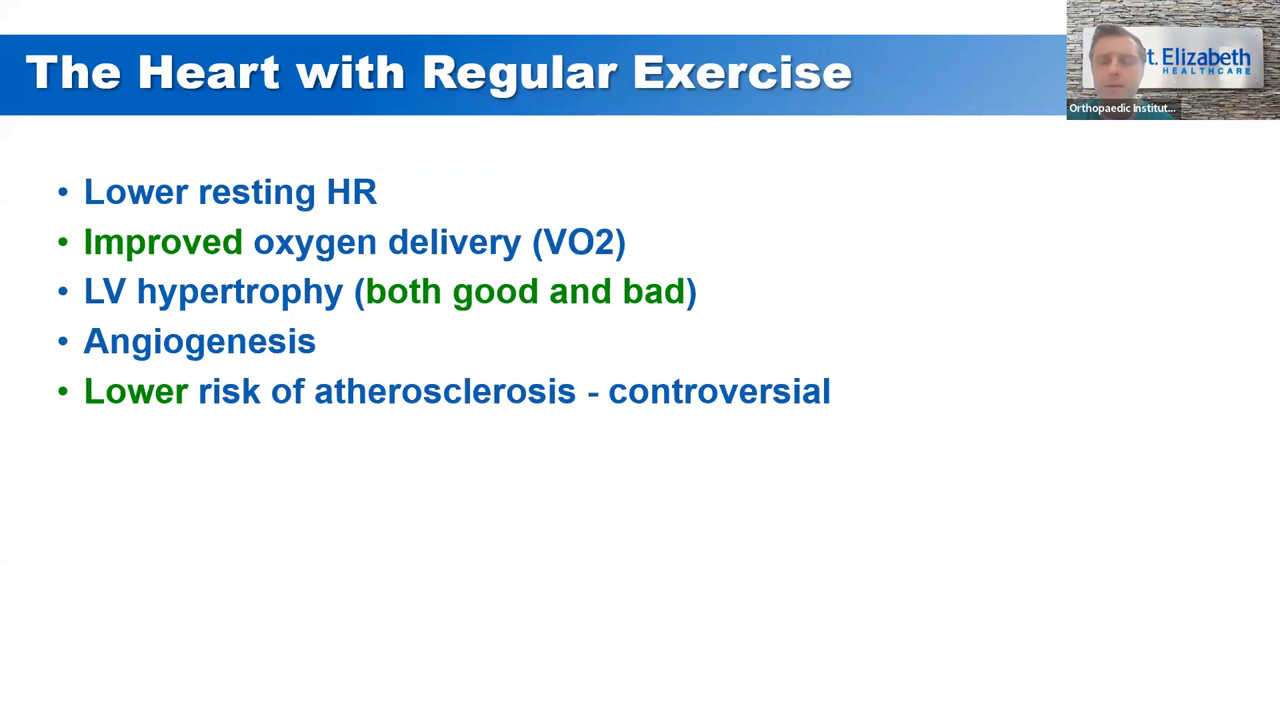 The Heart with Regular Exercise
t. Elizabeth
HEALTHCARE
Orthopaedic Institut...
• Lower resting HR
• Improved oxygen delivery (VO2)
• LV hypertrophy (both good and bad)
• Angiogenesis
• Lower risk of atherosclerosis - controversial